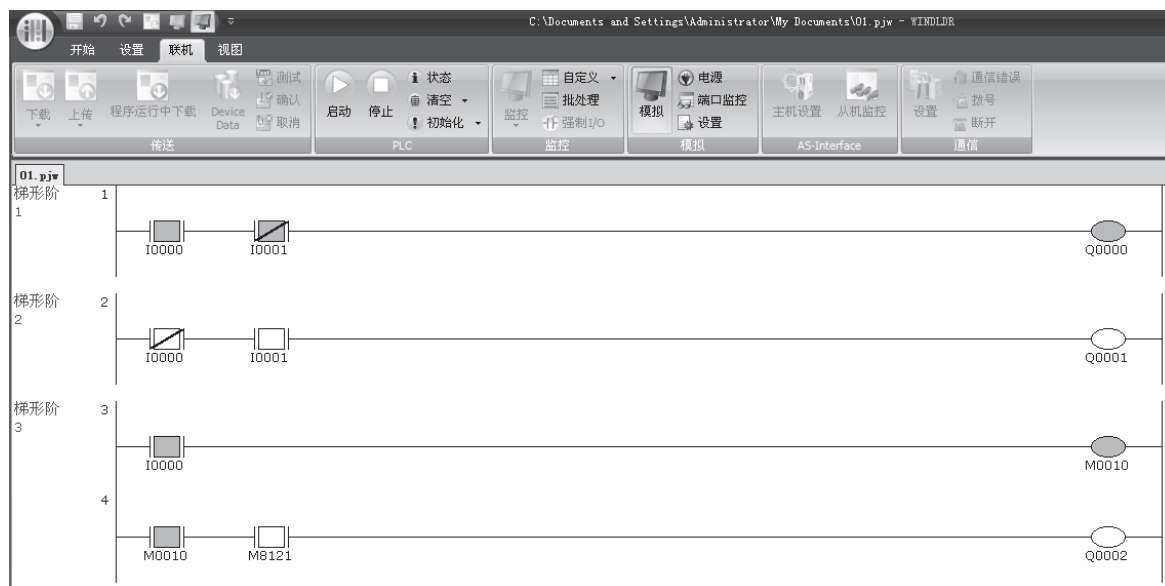 C:\Documents and Settings\Administrator\My Documents\01.pjw - WINDLDR
开始 设置 联机 视图
下载 上传 程序运行中下载 Device Data 测试 确认 取消
启动 停止 状态 清空 初始化
监控 自定义 批处理 强制I/O
模拟 电源 端口监控 设置
主机设置 从机监控
设置 通信错误 拨号 断开
传送 PLC 监控 模拟 AS-Interface 通信
01.pjw
梯形阶 1
1
I0000 I0001 Q0000
梯形阶 2
2
I0000 I0001 Q0001
梯形阶 3
3
I0000 M0010
4
M0010 M8121 Q0002